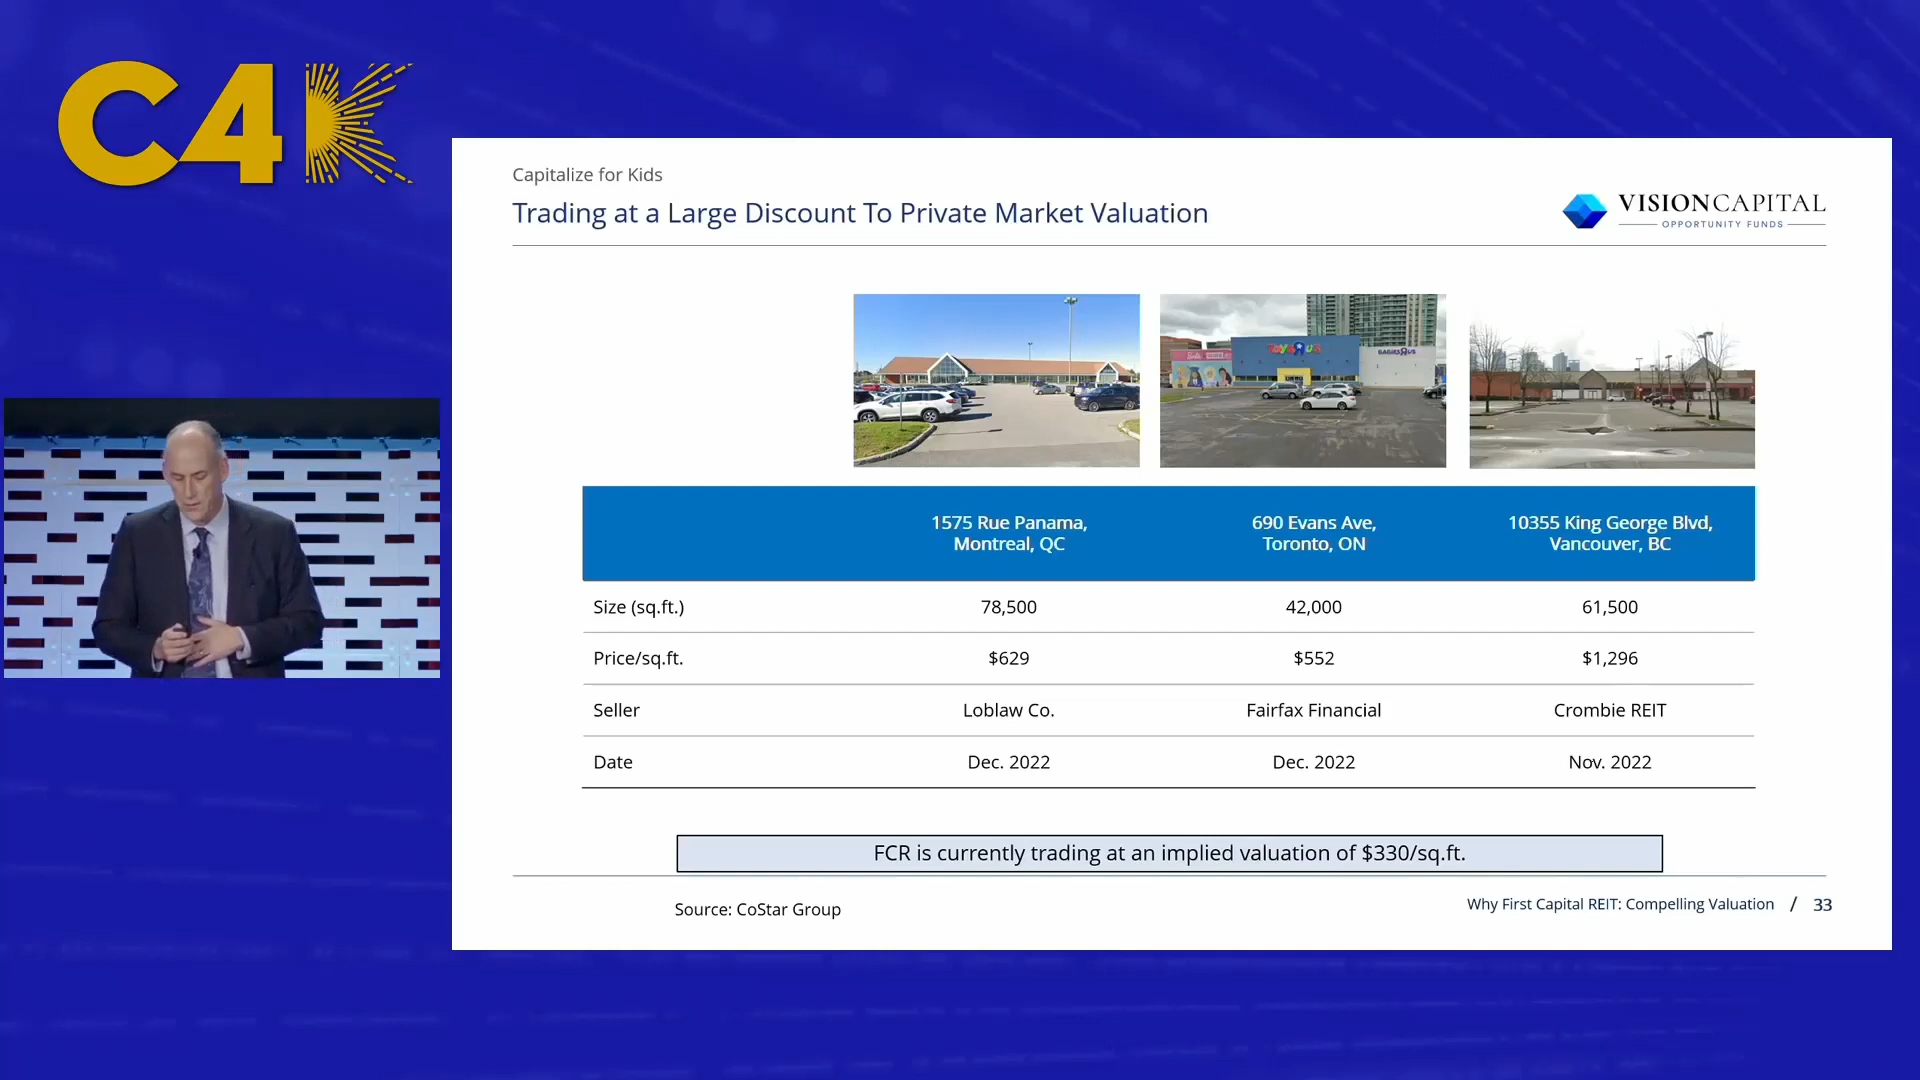 C4K
Capitalize for Kids
Trading at a Large Discount To Private Market Valuation
VISIONCAPITAL
OPPORTUNITY FUNDS
TOYS R US
BABIES R US
1575 Rue Panama,
Montreal, QC
690 Evans Ave,
Toronto, ON
10355 King George Blvd,
Vancouver, BC
Size (sq.ft.) 78,500 42,000 61,500
Price/sq.ft. $629 $552 $1,296
Seller Loblaw Co. Fairfax Financial Crombie REIT
Date Dec. 2022 Dec. 2022 Nov. 2022
FCR is currently trading at an implied valuation of $330/sq.ft.
Source: CoStar Group
Why First Capital REIT: Compelling Valuation / 33